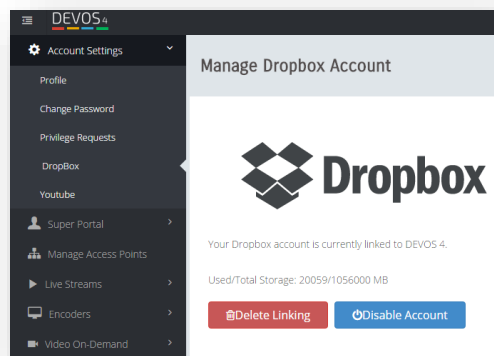 DEVOS4
Account Settings
Profile
Change Password
Privilege Requests
DropBox
Youtube
Super Portal
Manage Access Points
Live Streams
Encoders
Video On-Demand
Manage Dropbox Account
Dropbox
Your Dropbox account is currently linked to DEVOS 4.
Used/Total Storage: 20059/1056000 MB
Delete Linking
Disable Account